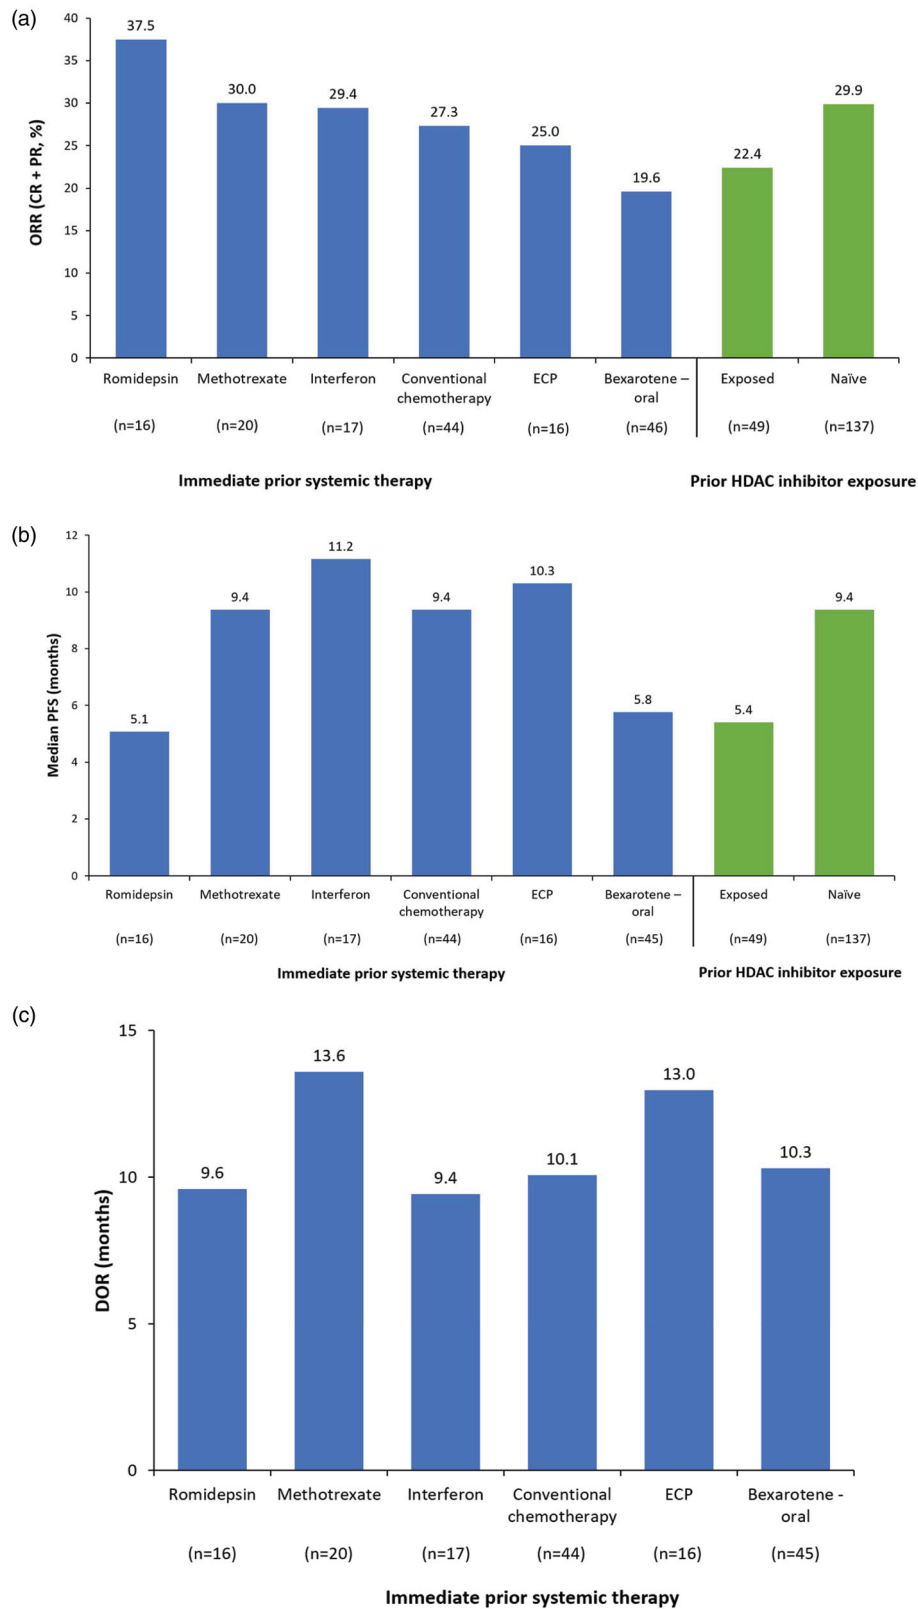 (a)
40
35
30
25
20
15
10
5
0
ORR (CR + PR, %)
37.5
30.0
29.4
27.3
25.0
19.6
22.4
29.9
Romidepsin Methotrexate Interferon Conventional ECP Bexarotene – Exposed Naïve
chemotherapy oral
(n=16) (n=20) (n=17) (n=44) (n=16) (n=46) (n=49) (n=137)
Immediate prior systemic therapy Prior HDAC inhibitor exposure
(b)
12
10
8
6
4
2
0
Median PFS (months)
5.1
9.4
11.2
9.4
10.3
5.8
5.4
9.4
Romidepsin Methotrexate Interferon Conventional ECP Bexarotene – Exposed Naïve
chemotherapy oral
(n=16) (n=20) (n=17) (n=44) (n=16) (n=45) (n=49) (n=137)
Immediate prior systemic therapy Prior HDAC inhibitor exposure
(c)
15
10
5
0
DOR (months)
9.6
13.6
9.4
10.1
13.0
10.3
Romidepsin Methotrexate Interferon Conventional ECP Bexarotene -
chemotherapy oral
(n=16) (n=20) (n=17) (n=44) (n=16) (n=45)
Immediate prior systemic therapy